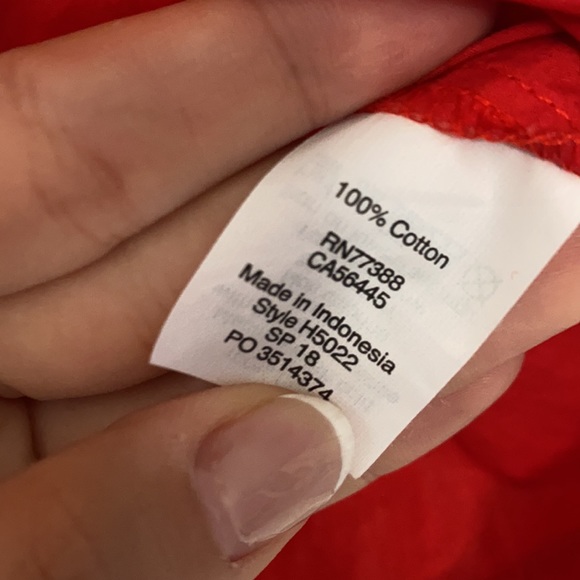 100% Cotton
RN77388
CA56445
Made in Indonesia
Style H5022
SP 18
PO 3514374